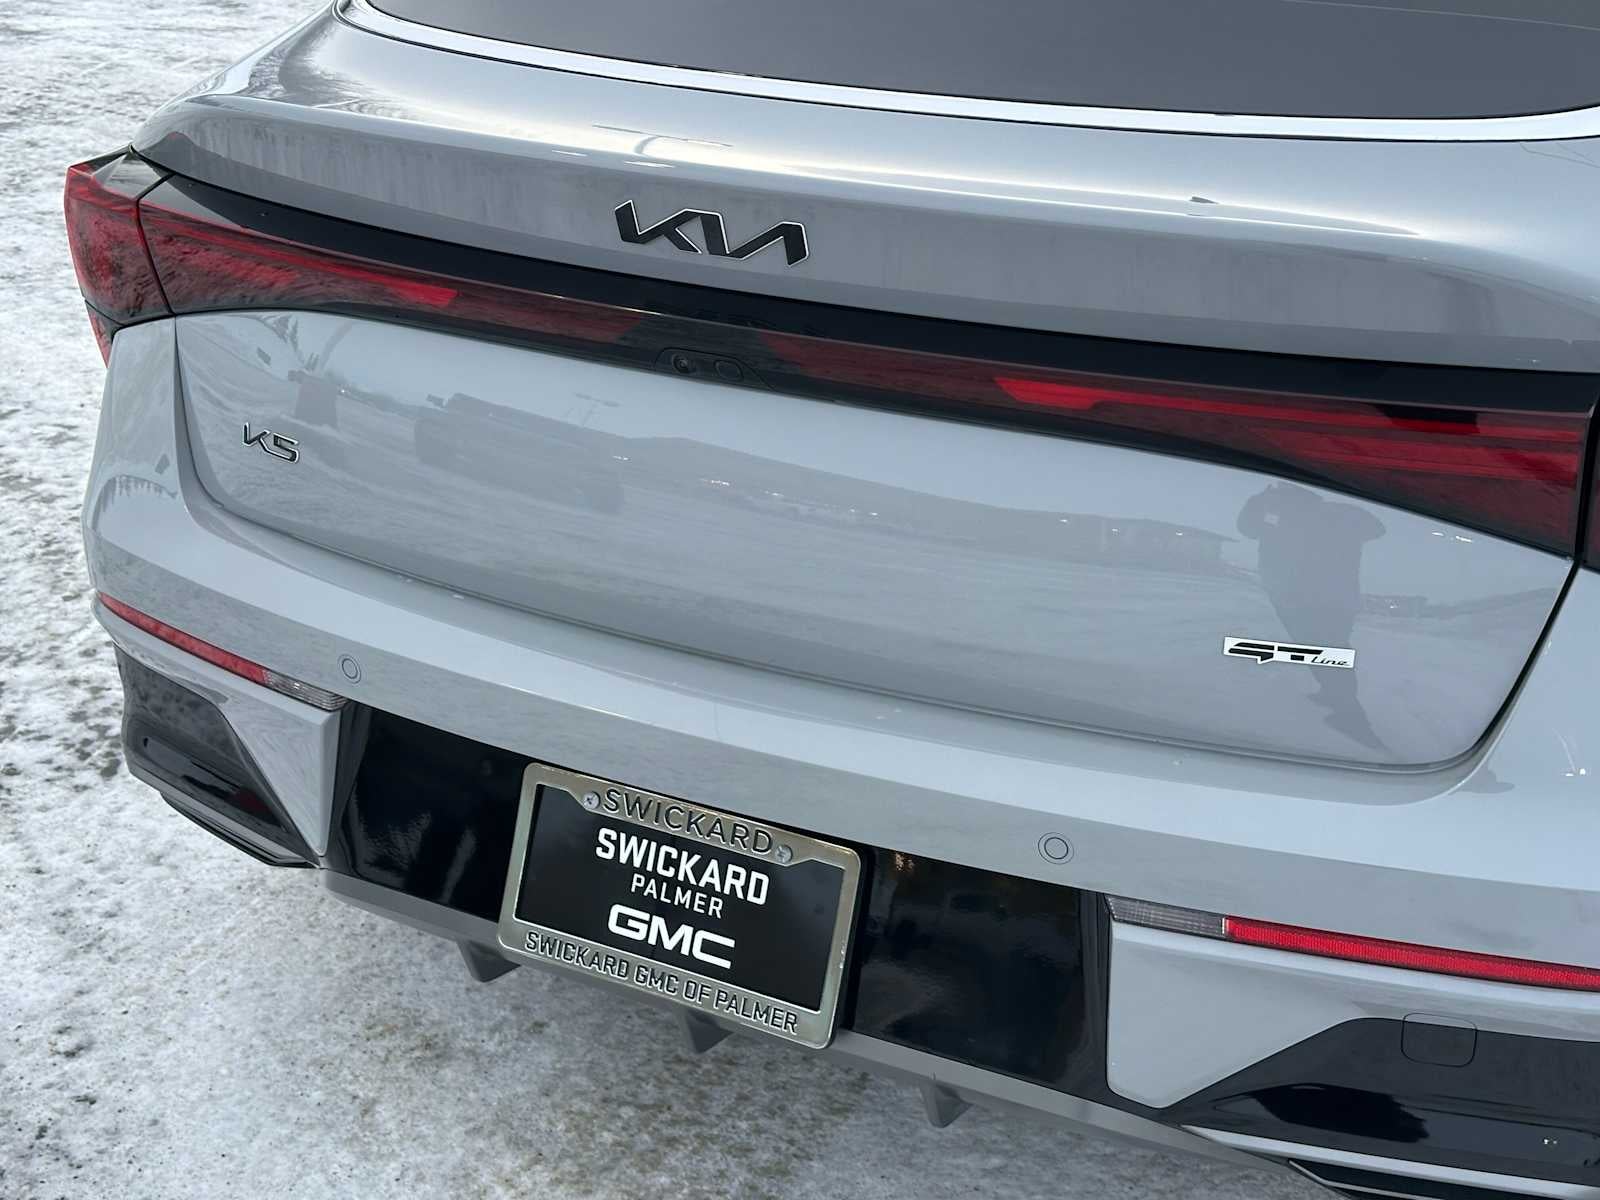 KIA
K5
GT Line
SWICKARD
SWICKARD
PALMER
GMC
SWICKARD GMC OF PALMER